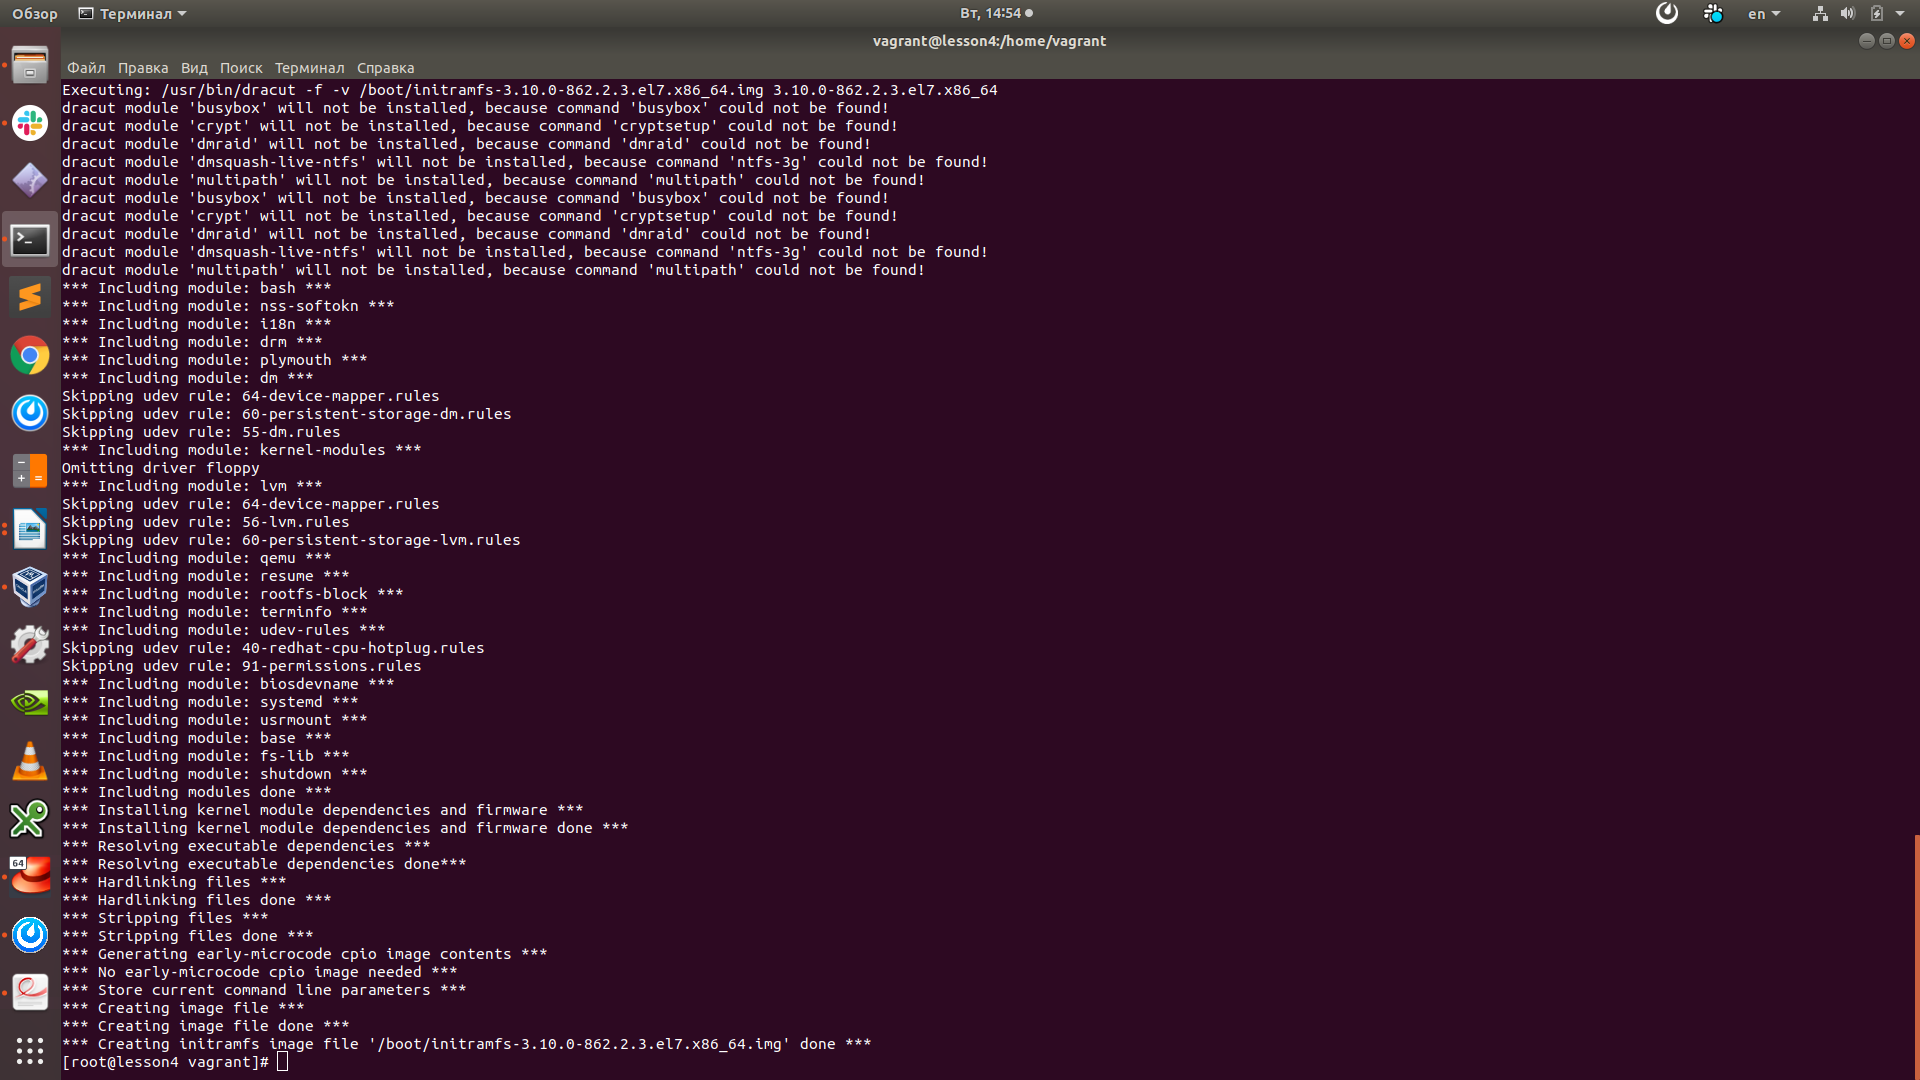 Обзор Терминал Вт, 14:54 en
vagrant@lesson4:/home/vagrant
Файл Правка Вид Поиск Терминал Справка
Executing: /usr/bin/dracut -f -v /boot/initramfs-3.10.0-862.2.3.el7.x86_64.img 3.10.0-862.2.3.el7.x86_64
dracut module 'busybox' will not be installed, because command 'busybox' could not be found!
dracut module 'crypt' will not be installed, because command 'cryptsetup' could not be found!
dracut module 'dmraid' will not be installed, because command 'dmraid' could not be found!
dracut module 'dmsquash-live-ntfs' will not be installed, because command 'ntfs-3g' could not be found!
dracut module 'multipath' will not be installed, because command 'multipath' could not be found!
dracut module 'busybox' will not be installed, because command 'busybox' could not be found!
dracut module 'crypt' will not be installed, because command 'cryptsetup' could not be found!
dracut module 'dmraid' will not be installed, because command 'dmraid' could not be found!
dracut module 'dmsquash-live-ntfs' will not be installed, because command 'ntfs-3g' could not be found!
dracut module 'multipath' will not be installed, because command 'multipath' could not be found!
*** Including module: bash ***
*** Including module: nss-softokn ***
*** Including module: i18n ***
*** Including module: drm ***
*** Including module: plymouth ***
*** Including module: dm ***
Skipping udev rule: 64-device-mapper.rules
Skipping udev rule: 60-persistent-storage-dm.rules
Skipping udev rule: 55-dm.rules
*** Including module: kernel-modules ***
Omitting driver floppy
*** Including module: lvm ***
Skipping udev rule: 64-device-mapper.rules
Skipping udev rule: 56-lvm.rules
Skipping udev rule: 60-persistent-storage-lvm.rules
*** Including module: qemu ***
*** Including module: resume ***
*** Including module: rootfs-block ***
*** Including module: terminfo ***
*** Including module: udev-rules ***
Skipping udev rule: 40-redhat-cpu-hotplug.rules
Skipping udev rule: 91-permissions.rules
*** Including module: biosdevname ***
*** Including module: systemd ***
*** Including module: usrmount ***
*** Including module: base ***
*** Including module: fs-lib ***
*** Including module: shutdown ***
*** Including modules done ***
*** Installing kernel module dependencies and firmware ***
*** Installing kernel module dependencies and firmware done ***
*** Resolving executable dependencies ***
*** Resolving executable dependencies done***
*** Hardlinking files ***
*** Hardlinking files done ***
*** Stripping files ***
*** Stripping files done ***
*** Generating early-microcode cpio image contents ***
*** No early-microcode cpio image needed ***
*** Store current command line parameters ***
*** Creating image file ***
*** Creating image file done ***
*** Creating initramfs image file '/boot/initramfs-3.10.0-862.2.3.el7.x86_64.img' done ***
[root@lesson4 vagrant]#
64